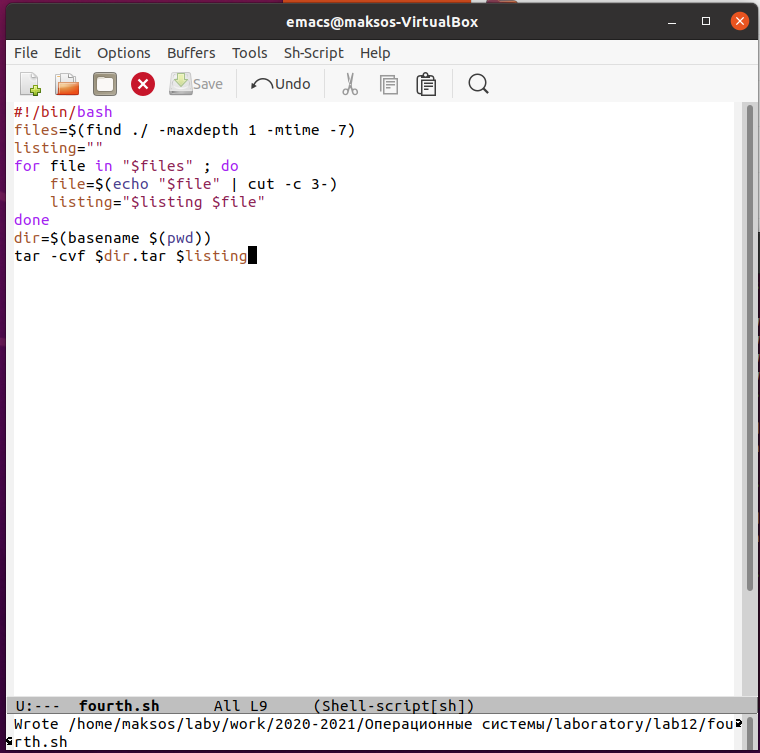 emacs@maksos-VirtualBox
File Edit Options Buffers Tools Sh-Script Help
Save Undo
#!/bin/bash
files=$(find ./ -maxdepth 1 -mtime -7)
listing=""
for file in "$files" ; do
    file=$(echo "$file" | cut -c 3-)
    listing="$listing $file"
done
dir=$(basename $(pwd))
tar -cvf $dir.tar $listing
U:--- fourth.sh All L9 (Shell-script[sh])
Wrote /home/maksos/laby/work/2020-2021/Операционные системы/laboratory/lab12/fou
rth.sh